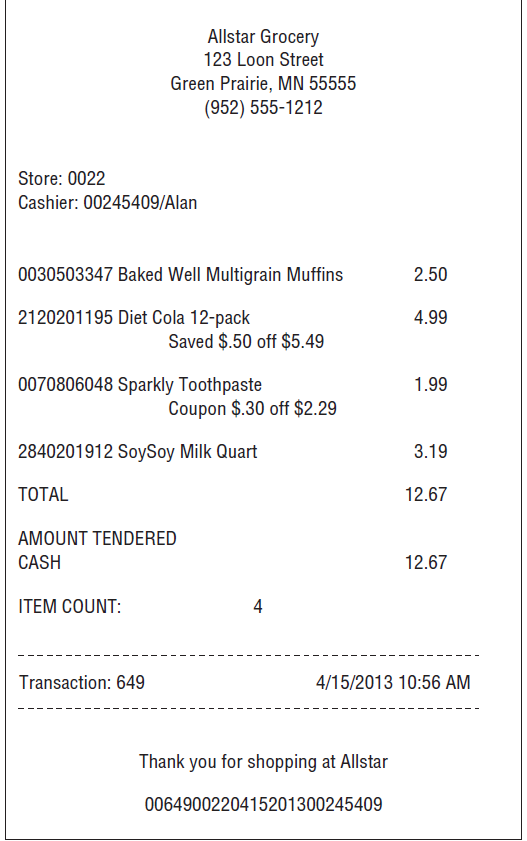 Allstar Grocery
123 Loon Street
Green Prairie, MN 55555
(952) 555-1212
Store: 0022
Cashier: 00245409/Alan
0030503347 Baked Well Multigrain Muffins 2.50
2120201195 Diet Cola 12-pack 4.99
Saved $.50 off $5.49
0070806048 Sparkly Toothpaste 1.99
Coupon $.30 off $2.29
2840201912 SoySoy Milk Quart 3.19
TOTAL 12.67
AMOUNT TENDERED
CASH 12.67
ITEM COUNT: 4
Transaction: 649 4/15/2013 10:56 AM
Thank you for shopping at Allstar
00649002204152013​00245409